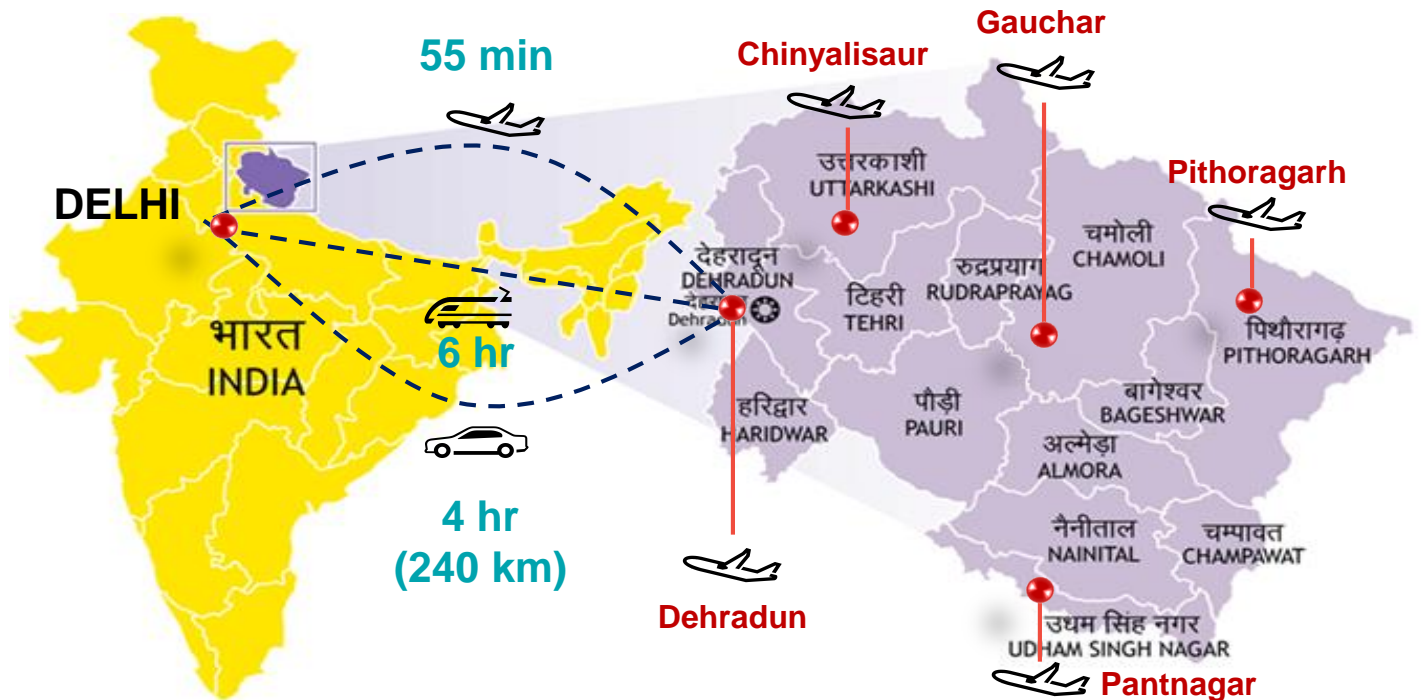 55 min
DELHI
भारत
INDIA
6 hr
4 hr
(240 km)
Chinyalisaur
Gauchar
Pithoragarh
उत्तरकाशी
UTTARKASHI
चमोली
CHAMOLI
देहरादून
DEHRADUN
Dehradun
रुद्रप्रयाग
RUDRAPRAYAG
टिहरी
TEHRI
पिथौरागढ़
PITHORAGARH
हरिद्वार
HARIDWAR
पौड़ी
PAURI
बागेश्वर
BAGESHWAR
अल्मेड़ा
ALMORA
नैनीताल
NAINITAL
चम्पावत
CHAMPAWAT
उधम सिंह नगर
UDHAM SINGH NAGAR
Dehradun
Pantnagar